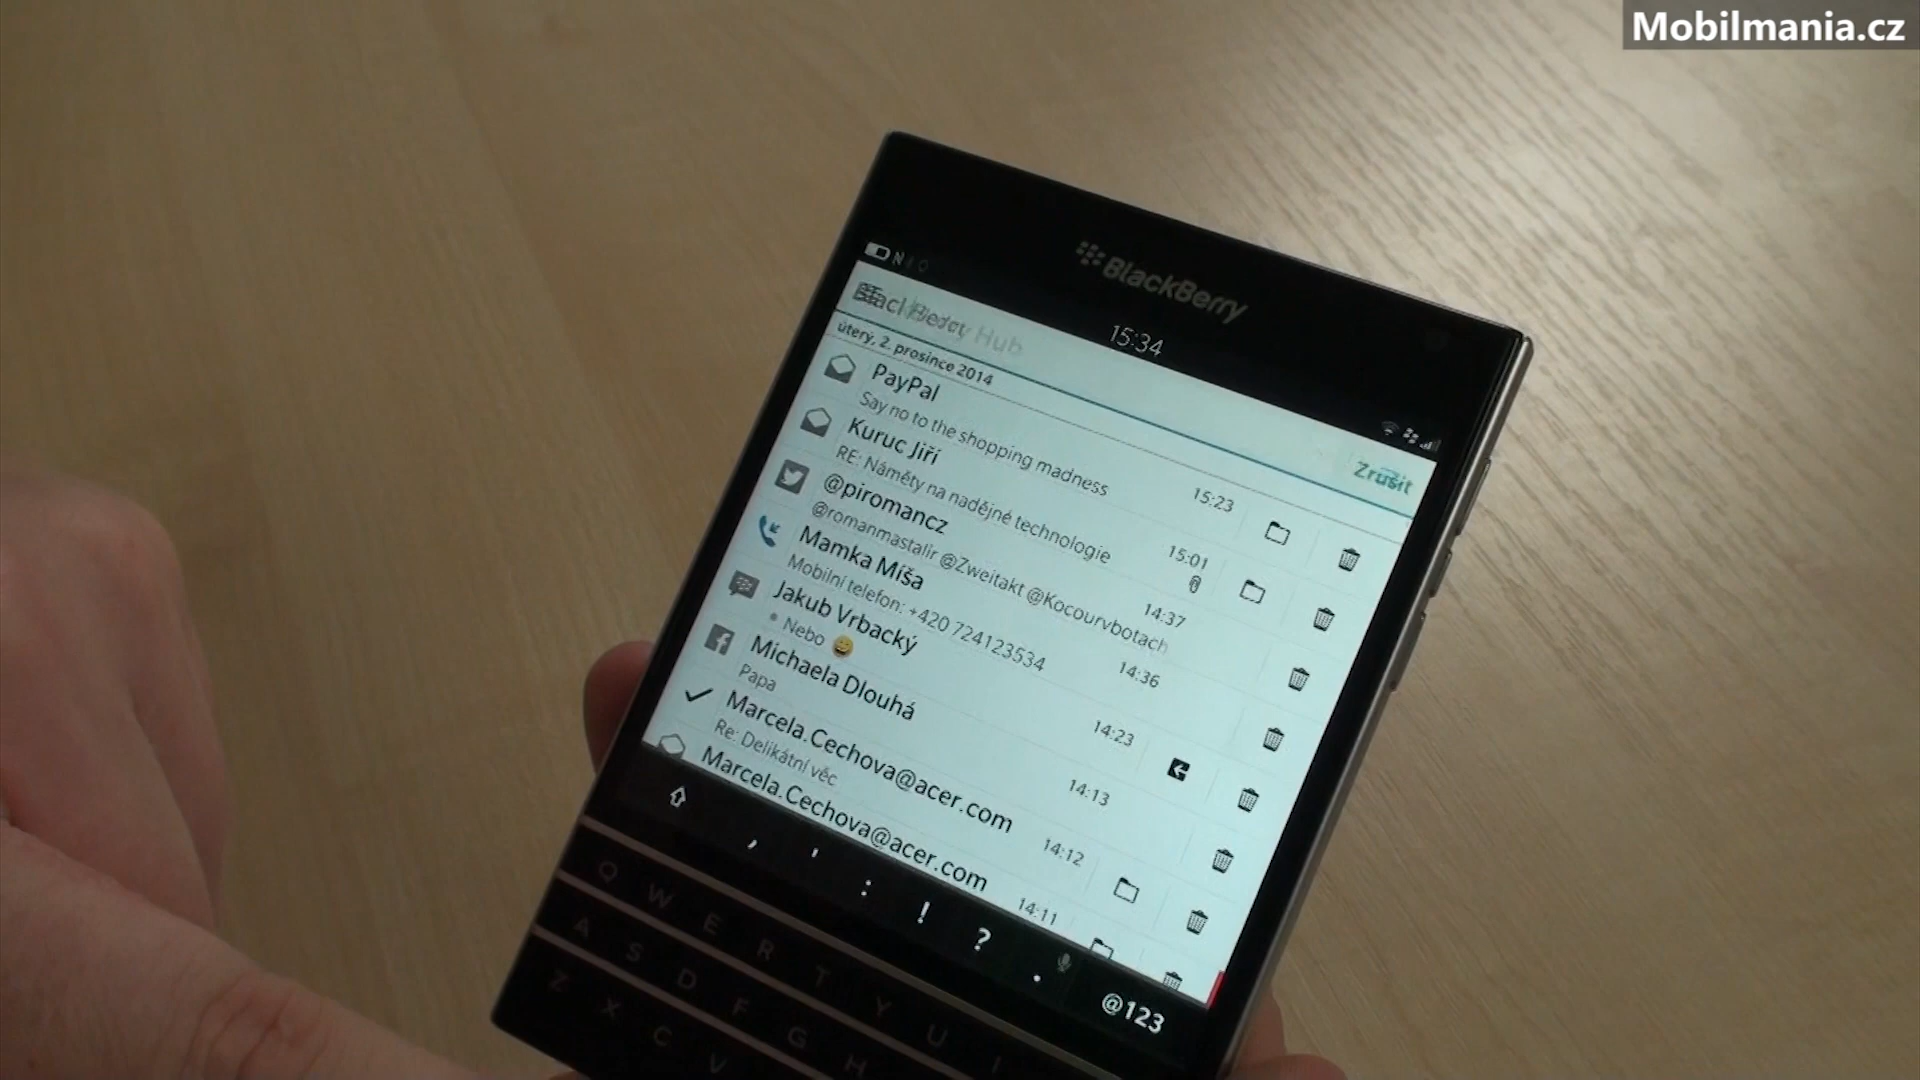 Mobilmania.cz
BlackBerry
15:34
BlackBerry Hub
Zrušit
úterý, 2. prosince 2014
PayPal
15:23
Say no to the shopping madness
Kuruc Jiří
15:01
RE: Náměty na nadějné technologie
@piromancz
14:37
@romanmastalir @Zweitakt @Kocourvbotach
Mamka Míša
14:36
Mobilní telefon: +420 724123534
Jakub Vrbacký
14:23
Nebo 😄
Michaela Dlouhá
14:13
Papa
Marcela.Cechova@acer.com
14:12
Re: Delikátní věc
Marcela.Cechova@acer.com
14:11
, ' : ! ? . @123
Q W E R T Y U I
A S D F G H
Z X C V